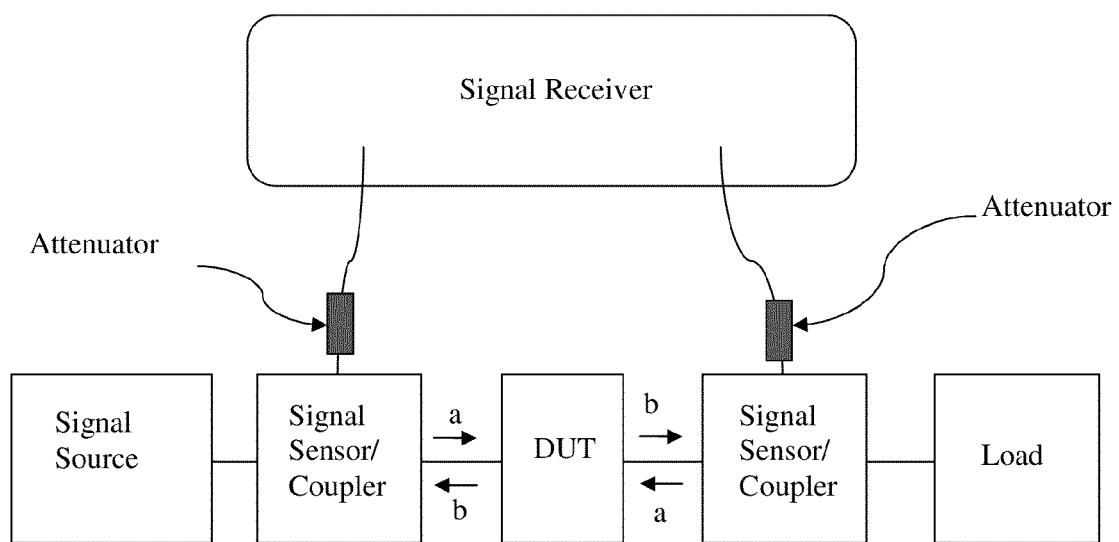 Signal Receiver
Attenuator
Attenuator
Signal
Source
Signal
Sensor/
Coupler
a
b
DUT
b
a
Signal
Sensor/
Coupler
Load